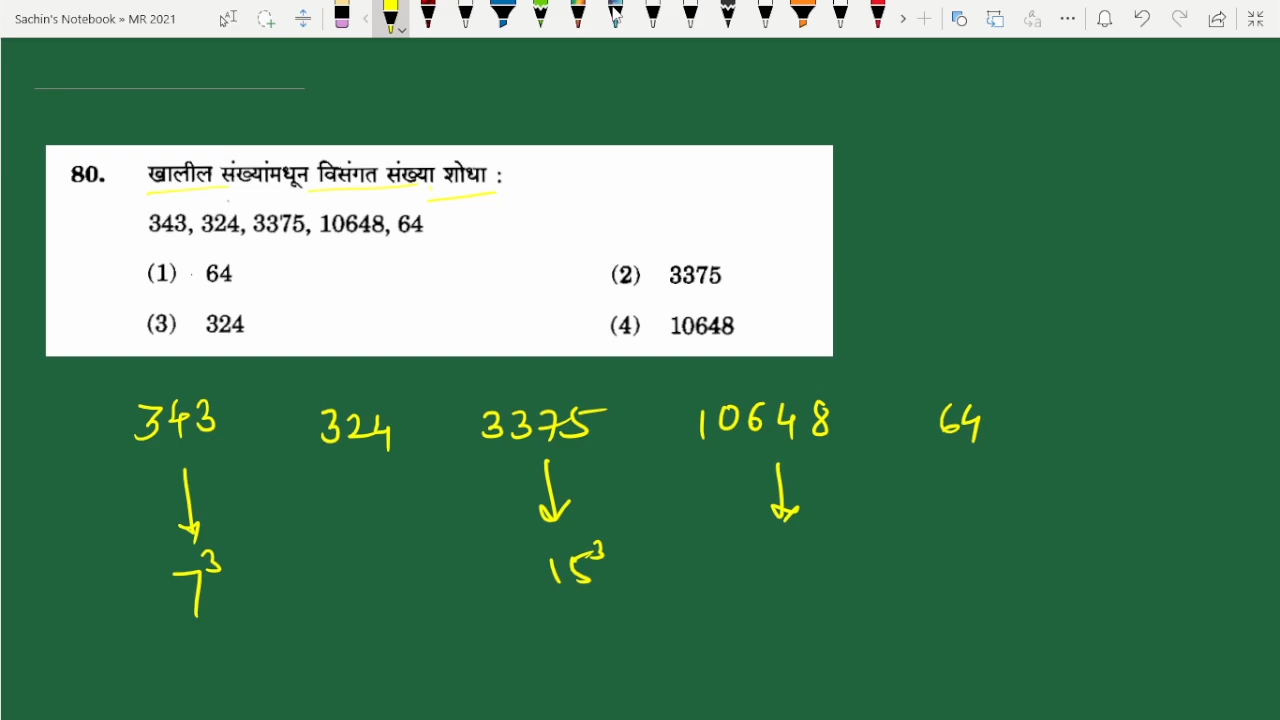 Sachin's Notebook » MR 2021
80. खालील संख्यांमधून विसंगत संख्या शोधा :
343, 324, 3375, 10648, 64
(1) 64 (2) 3375
(3) 324 (4) 10648
343 324 3375 10648 64
7³ 15³